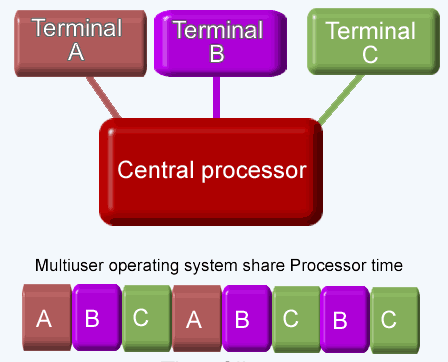 Terminal
A
Terminal
B
Terminal
C
Central processor
Multiuser operating system share Processor time
A B C A B C B C